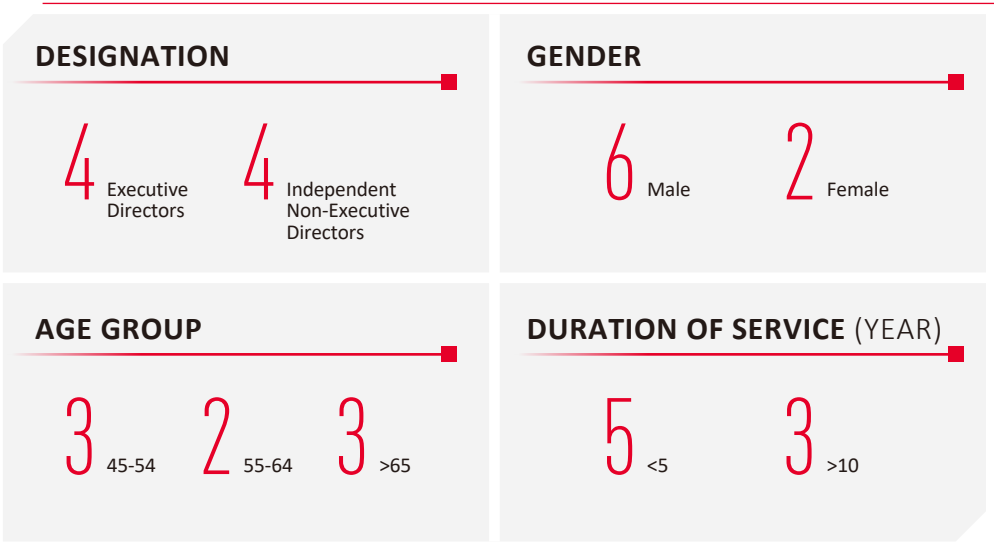 DESIGNATION
4 Executive
Directors
4 Independent
Non-Executive
Directors
GENDER
6 Male
2 Female
AGE GROUP
3 45-54
2 55-64
3 >65
DURATION OF SERVICE (YEAR)
5 <5
3 >10